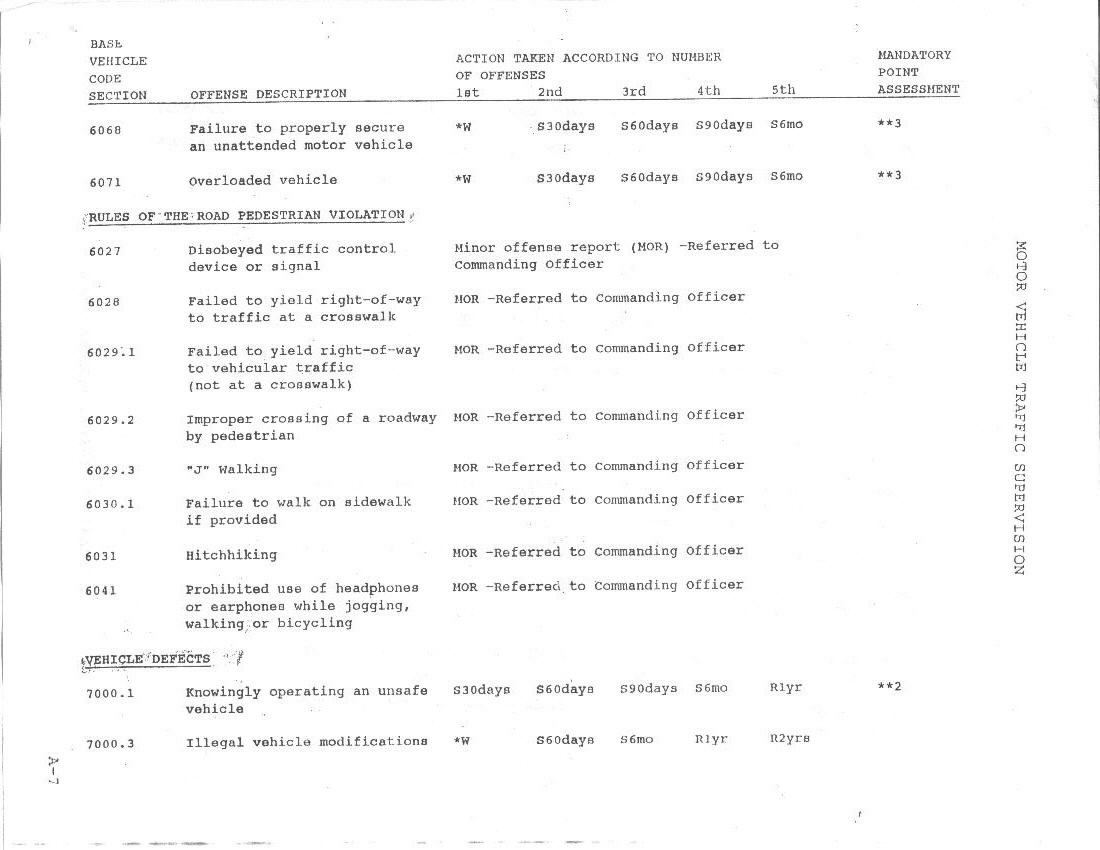 BASE
VEHICLE
CODE
SECTION OFFENSE DESCRIPTION
ACTION TAKEN ACCORDING TO NUMBER
OF OFFENSES
1st 2nd 3rd 4th 5th
MANDATORY
POINT
ASSESSMENT
6068 Failure to properly secure *W S30days S60days S90days S6mo **3
an unattended motor vehicle
6071 Overloaded vehicle *W S30days S60days S90days S6mo **3
RULES OF THE ROAD PEDESTRIAN VIOLATION
6027 Disobeyed traffic control Minor offense report (MOR) -Referred to
device or signal Commanding Officer
6028 Failed to yield right-of-way MOR -Referred to Commanding Officer
to traffic at a crosswalk
6029.1 Failed to yield right-of-way MOR -Referred to Commanding Officer
to vehicular traffic
(not at a crosswalk)
6029.2 Improper crossing of a roadway MOR -Referred to Commanding Officer
by pedestrian
6029.3 "J" Walking MOR -Referred to Commanding Officer
6030.1 Failure to walk on sidewalk MOR -Referred to Commanding Officer
if provided
6031 Hitchhiking MOR -Referred to Commanding Officer
6041 Prohibited use of headphones MOR -Referred to Commanding Officer
or earphones while jogging,
walking or bicycling
VEHICLE DEFECTS
7000.1 Knowingly operating an unsafe S30days S60days S90days S6mo R1yr **2
vehicle
7000.3 Illegal vehicle modifications *W S60days S6mo R1yr R2yrs
A-7
MOTOR VEHICLE TRAFFIC SUPERVISION